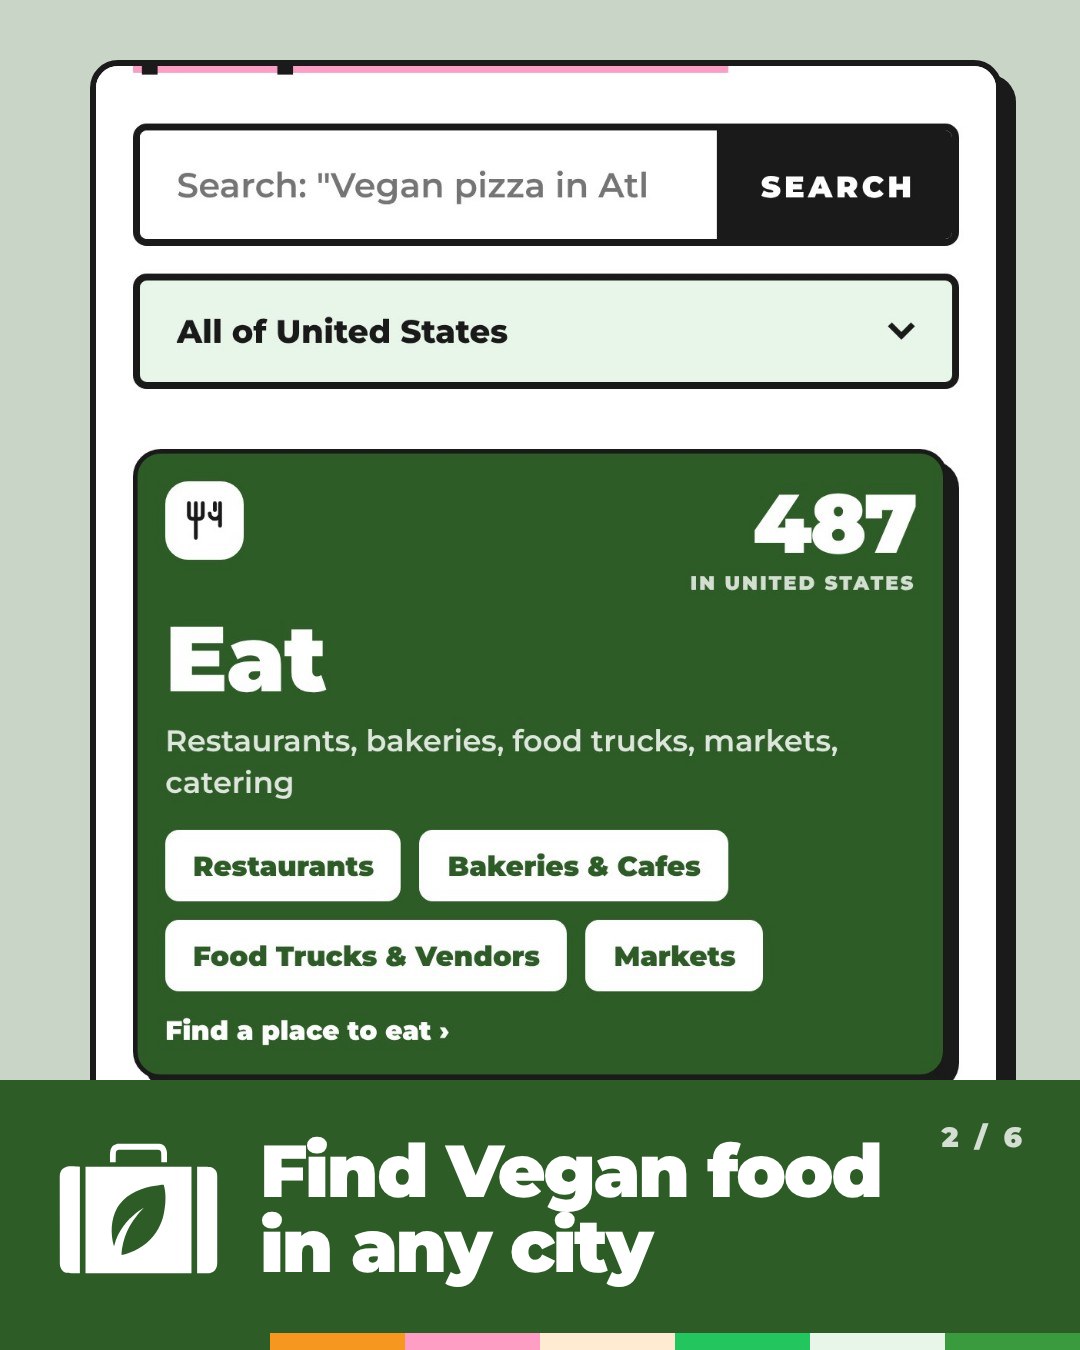 Search: "Vegan pizza in Atl
SEARCH
All of United States
487
IN UNITED STATES
Eat
Restaurants, bakeries, food trucks, markets,
catering
Restaurants
Bakeries & Cafes
Food Trucks & Vendors
Markets
Find a place to eat ›
2 / 6
Find Vegan food
in any city